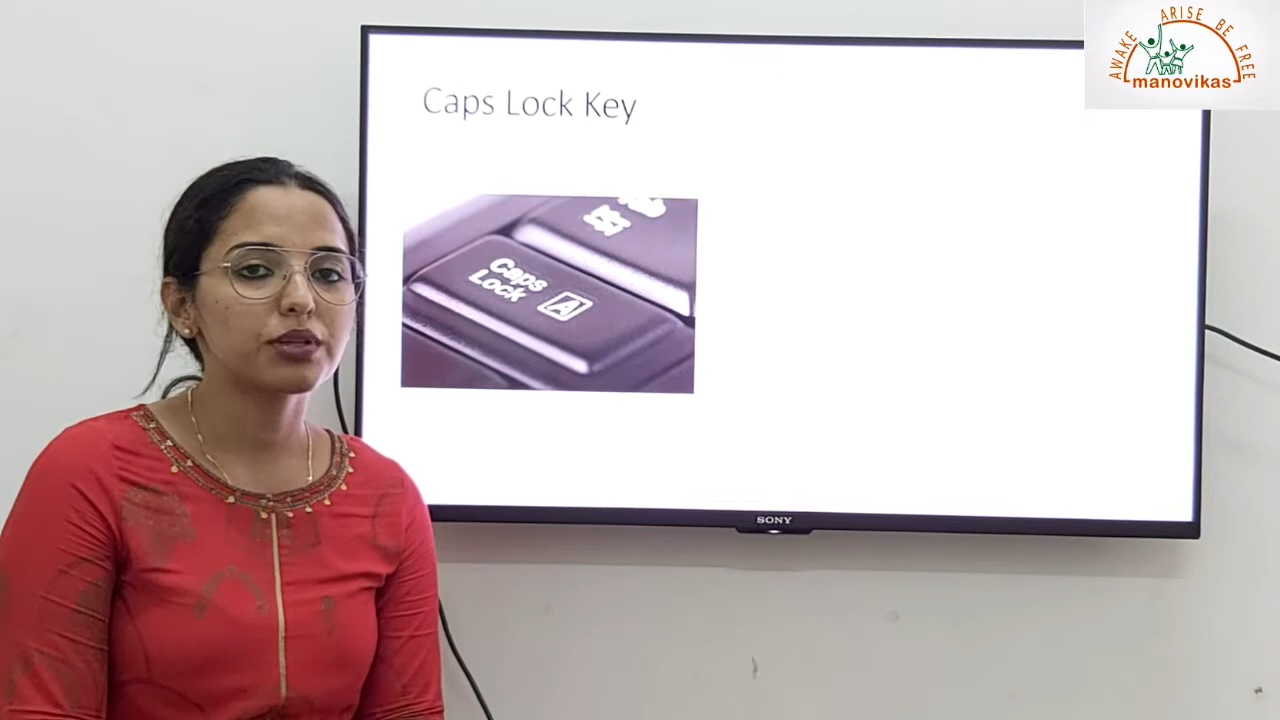 Caps Lock Key
Caps
Lock
A
SONY
AWAKE ARISE BE FREE
manovikas